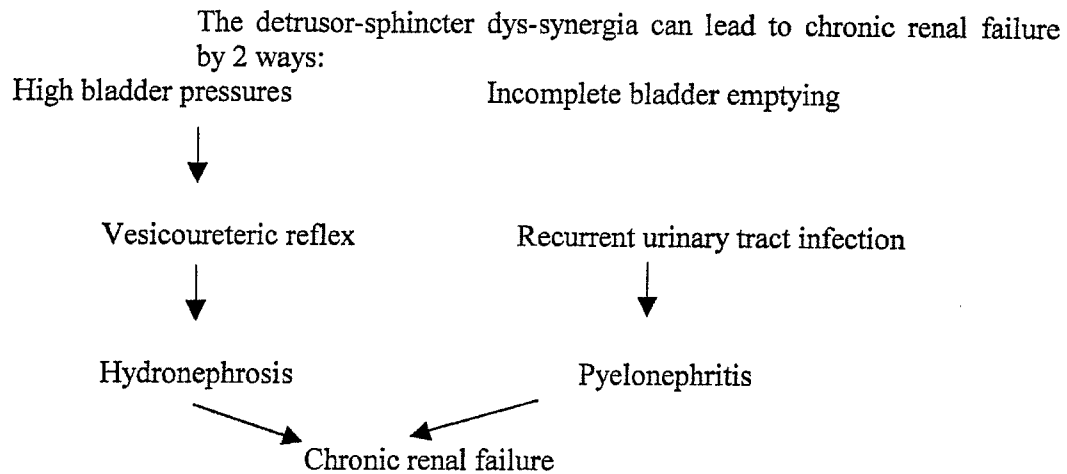 The detrusor-sphincter dys-synergia can lead to chronic renal failure
by 2 ways:
High bladder pressures
Incomplete bladder emptying
Vesicoureteric reflex
Recurrent urinary tract infection
Hydronephrosis
Pyelonephritis
Chronic renal failure